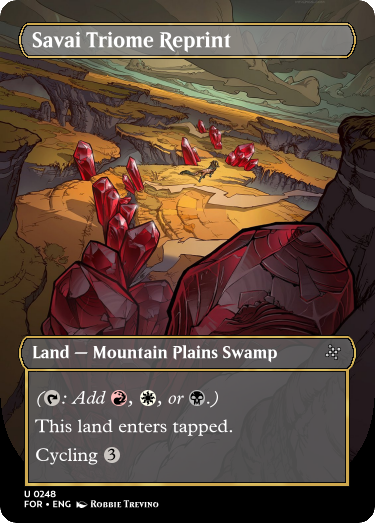 Savai Triome Reprint
Land — Mountain Plains Swamp
(: Add , , or .)
This land enters tapped.
Cycling 3
U 0248
FOR • ENG Robbie Trevino